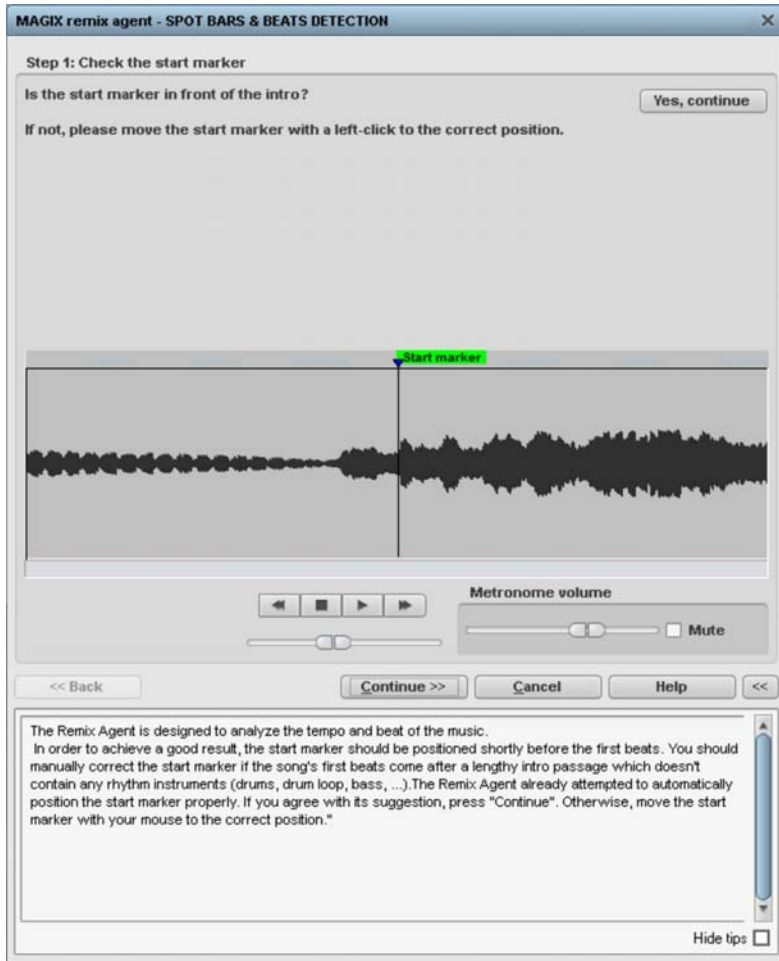 MAGIX remix agent - SPOT BARS & BEATS DETECTION
Step 1: Check the start marker
Is the start marker in front of the intro?
Yes, continue
If not, please move the start marker with a left-click to the correct position.
Start marker
Metronome volume
Mute
<< Back
Continue >>
Cancel
Help
<<
The Remix Agent is designed to analyze the tempo and beat of the music.
In order to achieve a good result, the start marker should be positioned shortly before the first beats. You should
manually correct the start marker if the song's first beats come after a lengthy intro passage which doesn't
contain any rhythm instruments (drums, drum loop, bass, ...).The Remix Agent already attempted to automatically
position the start marker properly. If you agree with its suggestion, press "Continue". Otherwise, move the start
marker with your mouse to the correct position."
Hide tips